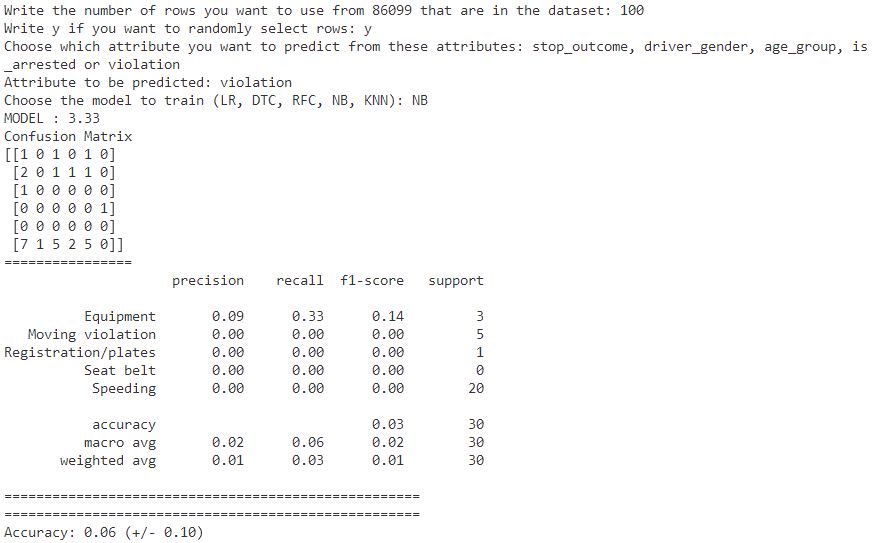 Write the number of rows you want to use from 86099 that are in the dataset: 100
Write y if you want to randomly select rows: y
Choose which attribute you want to predict from these attributes: stop_outcome, driver_gender, age_group, is
_arrested or violation
Attribute to be predicted: violation
Choose the model to train (LR, DTC, RFC, NB, KNN): NB
MODEL : 3.33
Confusion Matrix
[[1 0 1 0 1 0]
[2 0 1 1 1 0]
[1 0 0 0 0 0]
[0 0 0 0 0 1]
[0 0 0 0 0 0]
[7 1 5 2 5 0]]
================
precision recall f1-score support
Equipment 0.09 0.33 0.14 3
Moving violation 0.00 0.00 0.00 5
Registration/plates 0.00 0.00 0.00 1
Seat belt 0.00 0.00 0.00 0
Speeding 0.00 0.00 0.00 20
accuracy 0.03 30
macro avg 0.02 0.06 0.02 30
weighted avg 0.01 0.03 0.01 30
====================================================
====================================================
Accuracy: 0.06 (+/- 0.10)